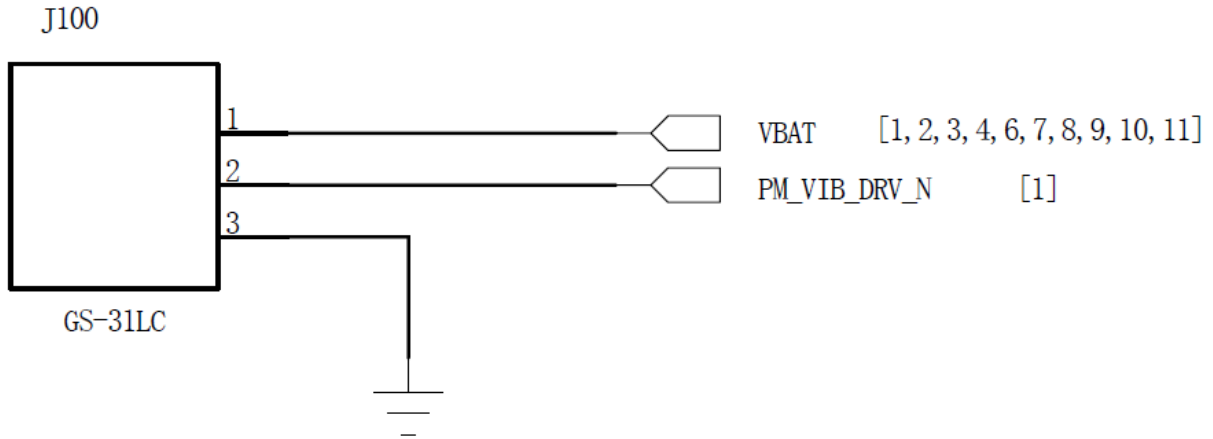 J100
1
VBAT [1, 2, 3, 4, 6, 7, 8, 9, 10, 11]
2
PM_VIB_DRV_N [1]
3
GS-31LC